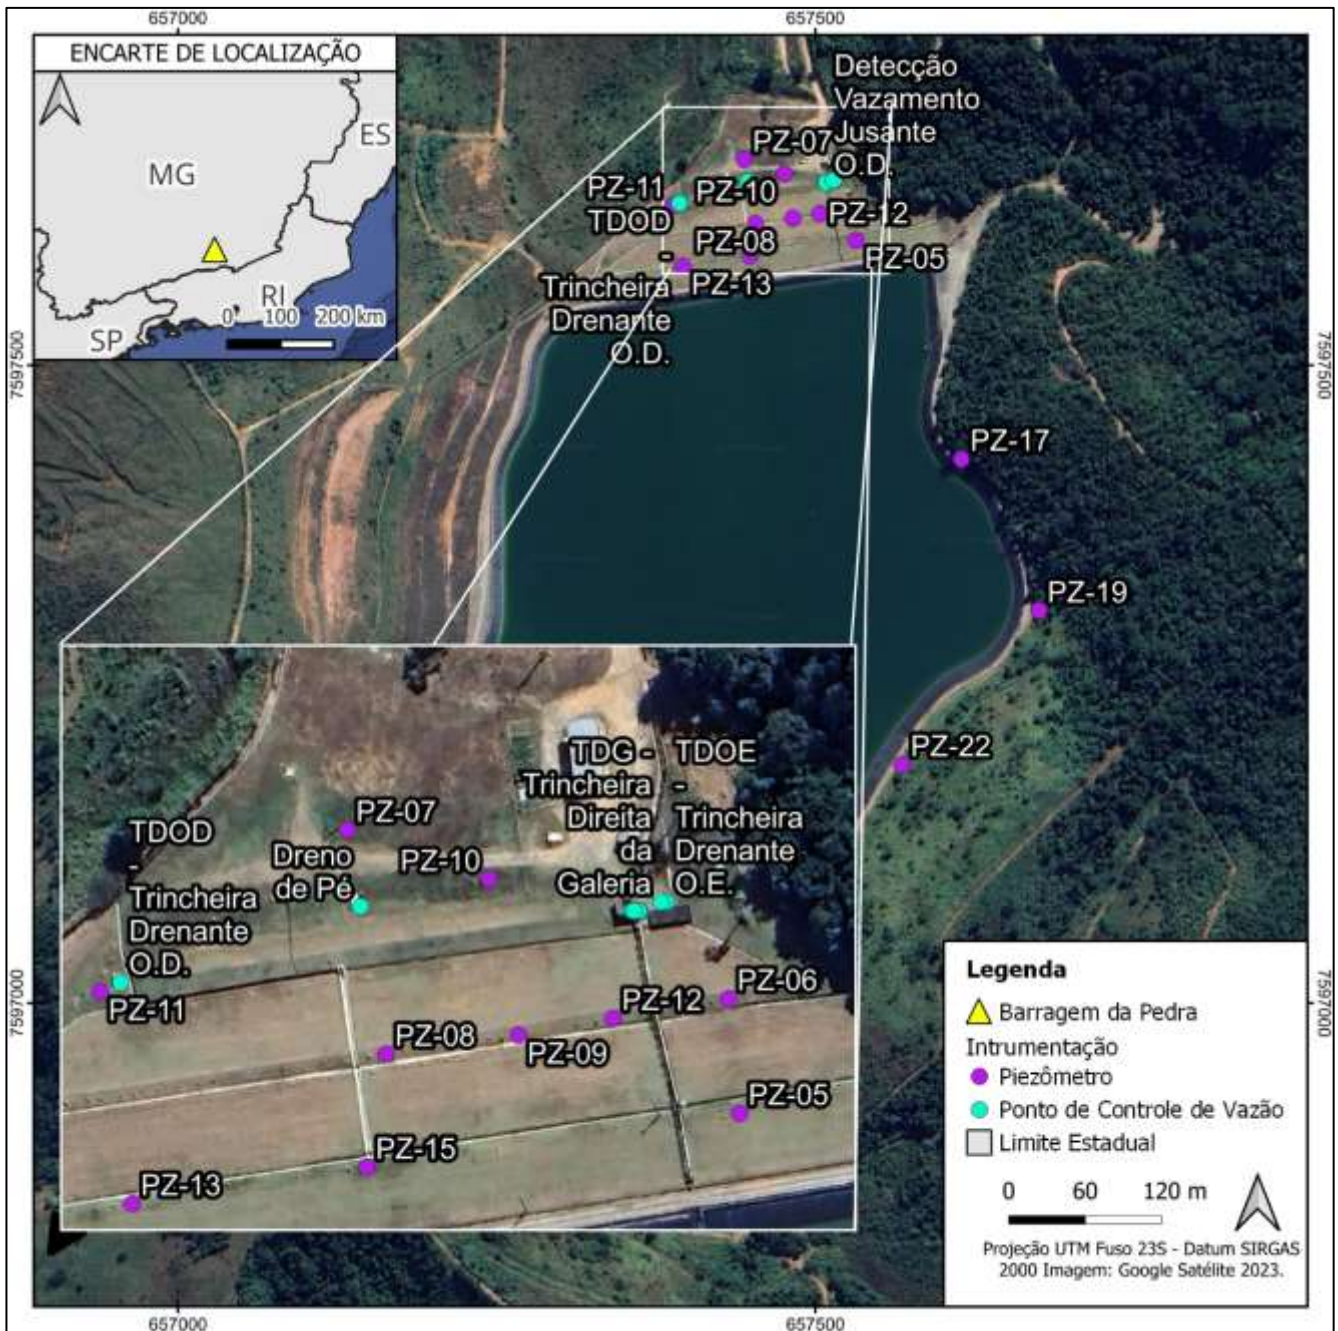 657000
657500
ENCARTE DE LOCALIZAÇÃO
MG
ES
RJ
SP
0 100 200 km
7597500
7597500
7597000
7597000
Detecção
Vazamento
Jusante
O.D.
PZ-07
PZ-11
PZ-10
TDOD
-
Trincheira
Drenante
O.D.
PZ-12
PZ-08
PZ-05
PZ-13
PZ-17
PZ-19
PZ-22
TDG -
Trincheira
Direita
da
Galeria
TDOE
-
Trincheira
Drenante
O.E.
PZ-07
TDOD
-
Trincheira
Drenante
O.D.
Dreno
de Pé
PZ-10
PZ-11
PZ-06
PZ-12
PZ-08
PZ-09
PZ-05
PZ-15
PZ-13
Legenda
Barragem da Pedra
Intrumentação
Piezômetro
Ponto de Controle de Vazão
Limite Estadual
0 60 120 m
Projeção UTM Fuso 23S - Datum SIRGAS
2000 Imagem: Google Satélite 2023.
657000
657500